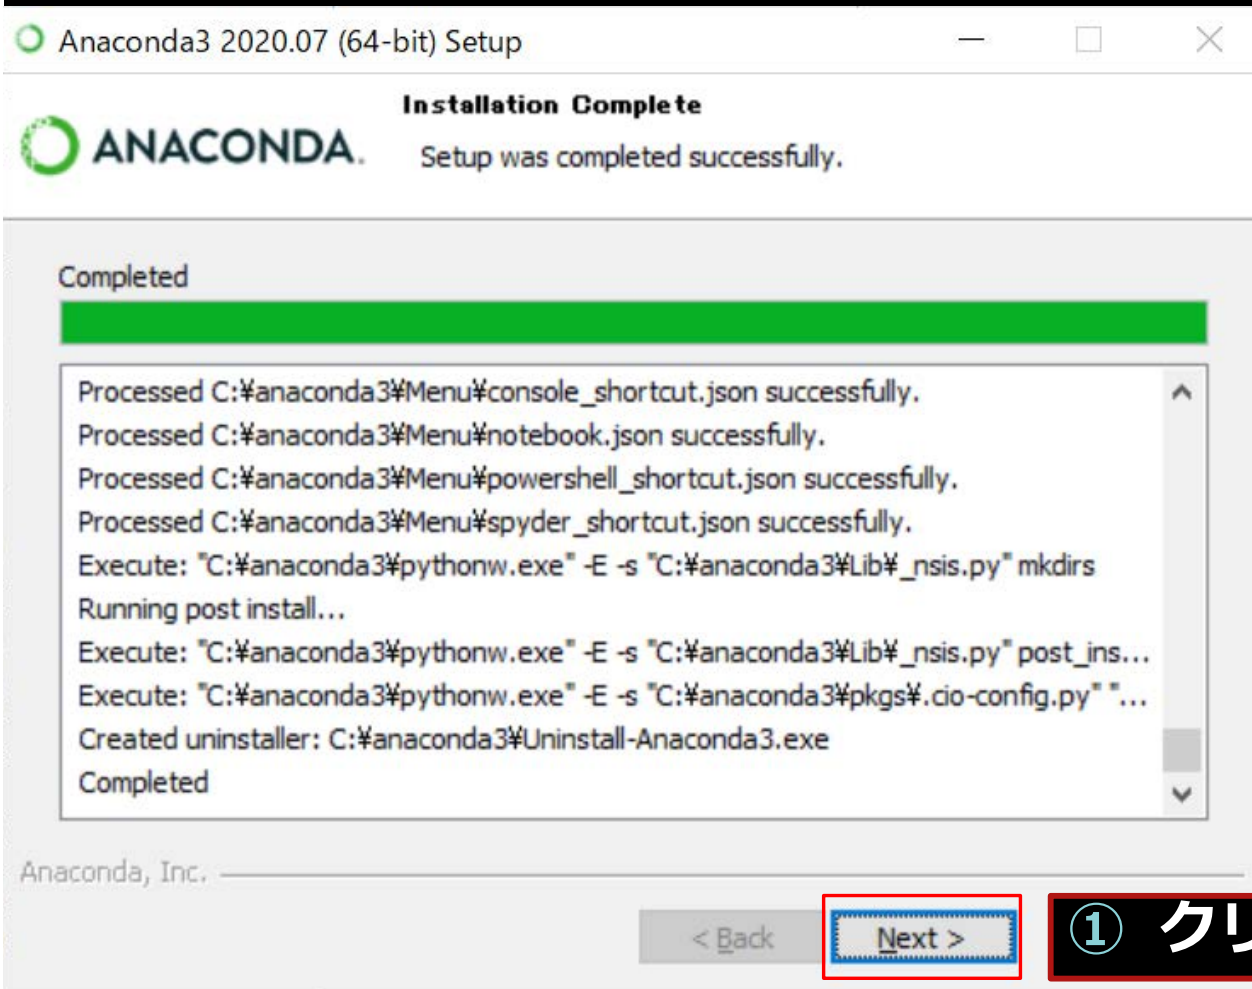 Anaconda3 2020.07 (64-bit) Setup
Installation Complete
ANACONDA.
Setup was completed successfully.
Completed
Processed C:¥anaconda3¥Menu¥console_shortcut.json successfully.
Processed C:¥anaconda3¥Menu¥notebook.json successfully.
Processed C:¥anaconda3¥Menu¥powershell_shortcut.json successfully.
Processed C:¥anaconda3¥Menu¥spyder_shortcut.json successfully.
Execute: "C:¥anaconda3¥pythonw.exe" -E -s "C:¥anaconda3¥Lib¥_nsis.py" mkdirs
Running post install...
Execute: "C:¥anaconda3¥pythonw.exe" -E -s "C:¥anaconda3¥Lib¥_nsis.py" post_ins...
Execute: "C:¥anaconda3¥pythonw.exe" -E -s "C:¥anaconda3¥pkgs¥.cio-config.py" "...
Created uninstaller: C:¥anaconda3¥Uninstall-Anaconda3.exe
Completed
Anaconda, Inc.
< Back
Next >
① クリ